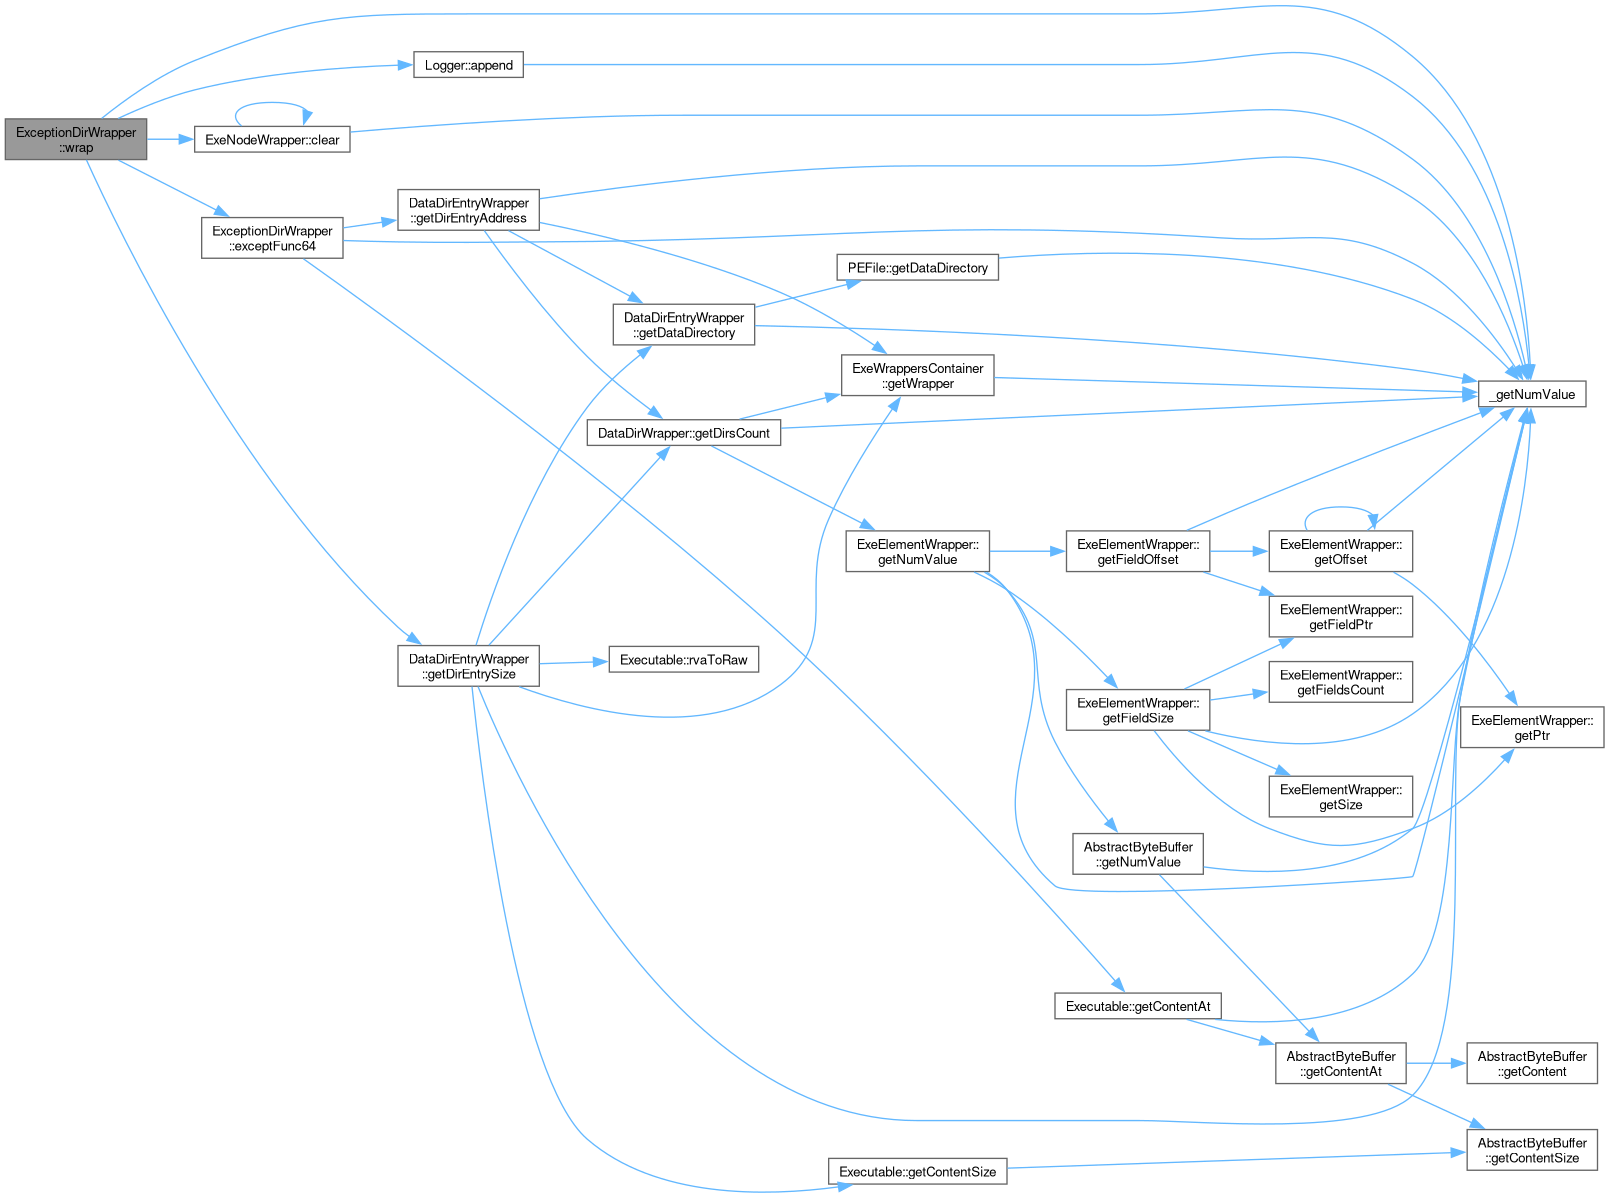 Logger::append
ExceptionDirWrapper
::wrap
ExeNodeWrapper::clear
DataDirEntryWrapper
::getDirEntryAddress
ExceptionDirWrapper
::exceptFunc64
PEFile::getDataDirectory
DataDirEntryWrapper
::getDataDirectory
ExeWrappersContainer
::getWrapper
_getNumValue
DataDirWrapper::getDirsCount
ExeElementWrapper::
getNumValue
ExeElementWrapper::
getFieldOffset
ExeElementWrapper::
getOffset
ExeElementWrapper::
getFieldPtr
DataDirEntryWrapper
::getDirEntrySize
Executable::rvaToRaw
ExeElementWrapper::
getFieldsCount
ExeElementWrapper::
getFieldSize
ExeElementWrapper::
getPtr
ExeElementWrapper::
getSize
AbstractByteBuffer
::getNumValue
Executable::getContentAt
AbstractByteBuffer
::getContentAt
AbstractByteBuffer
::getContent
AbstractByteBuffer
::getContentSize
Executable::getContentSize